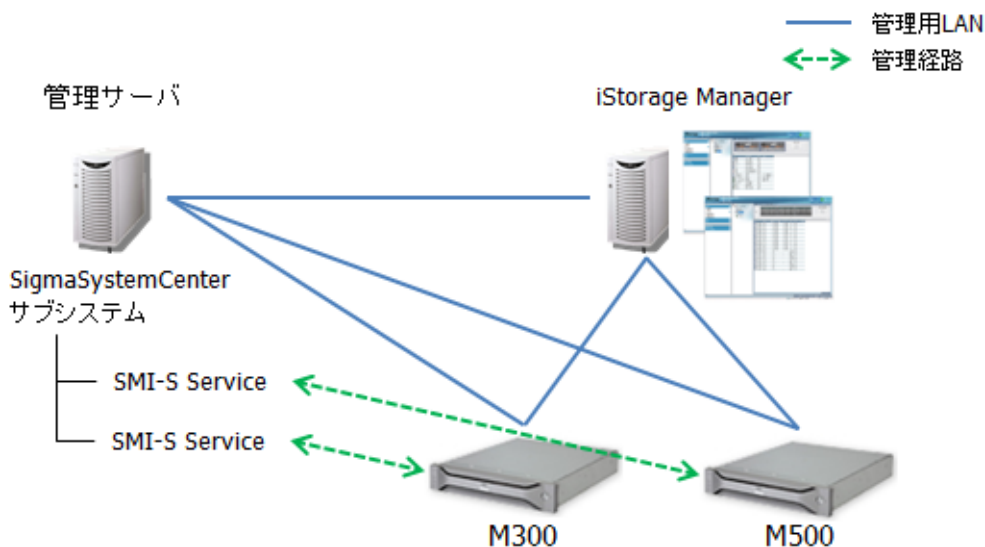 管理用LAN
管理経路
管理サーバ
iStorage Manager
SigmaSystemCenter
サブシステム
SMI-S Service
SMI-S Service
M300
M500